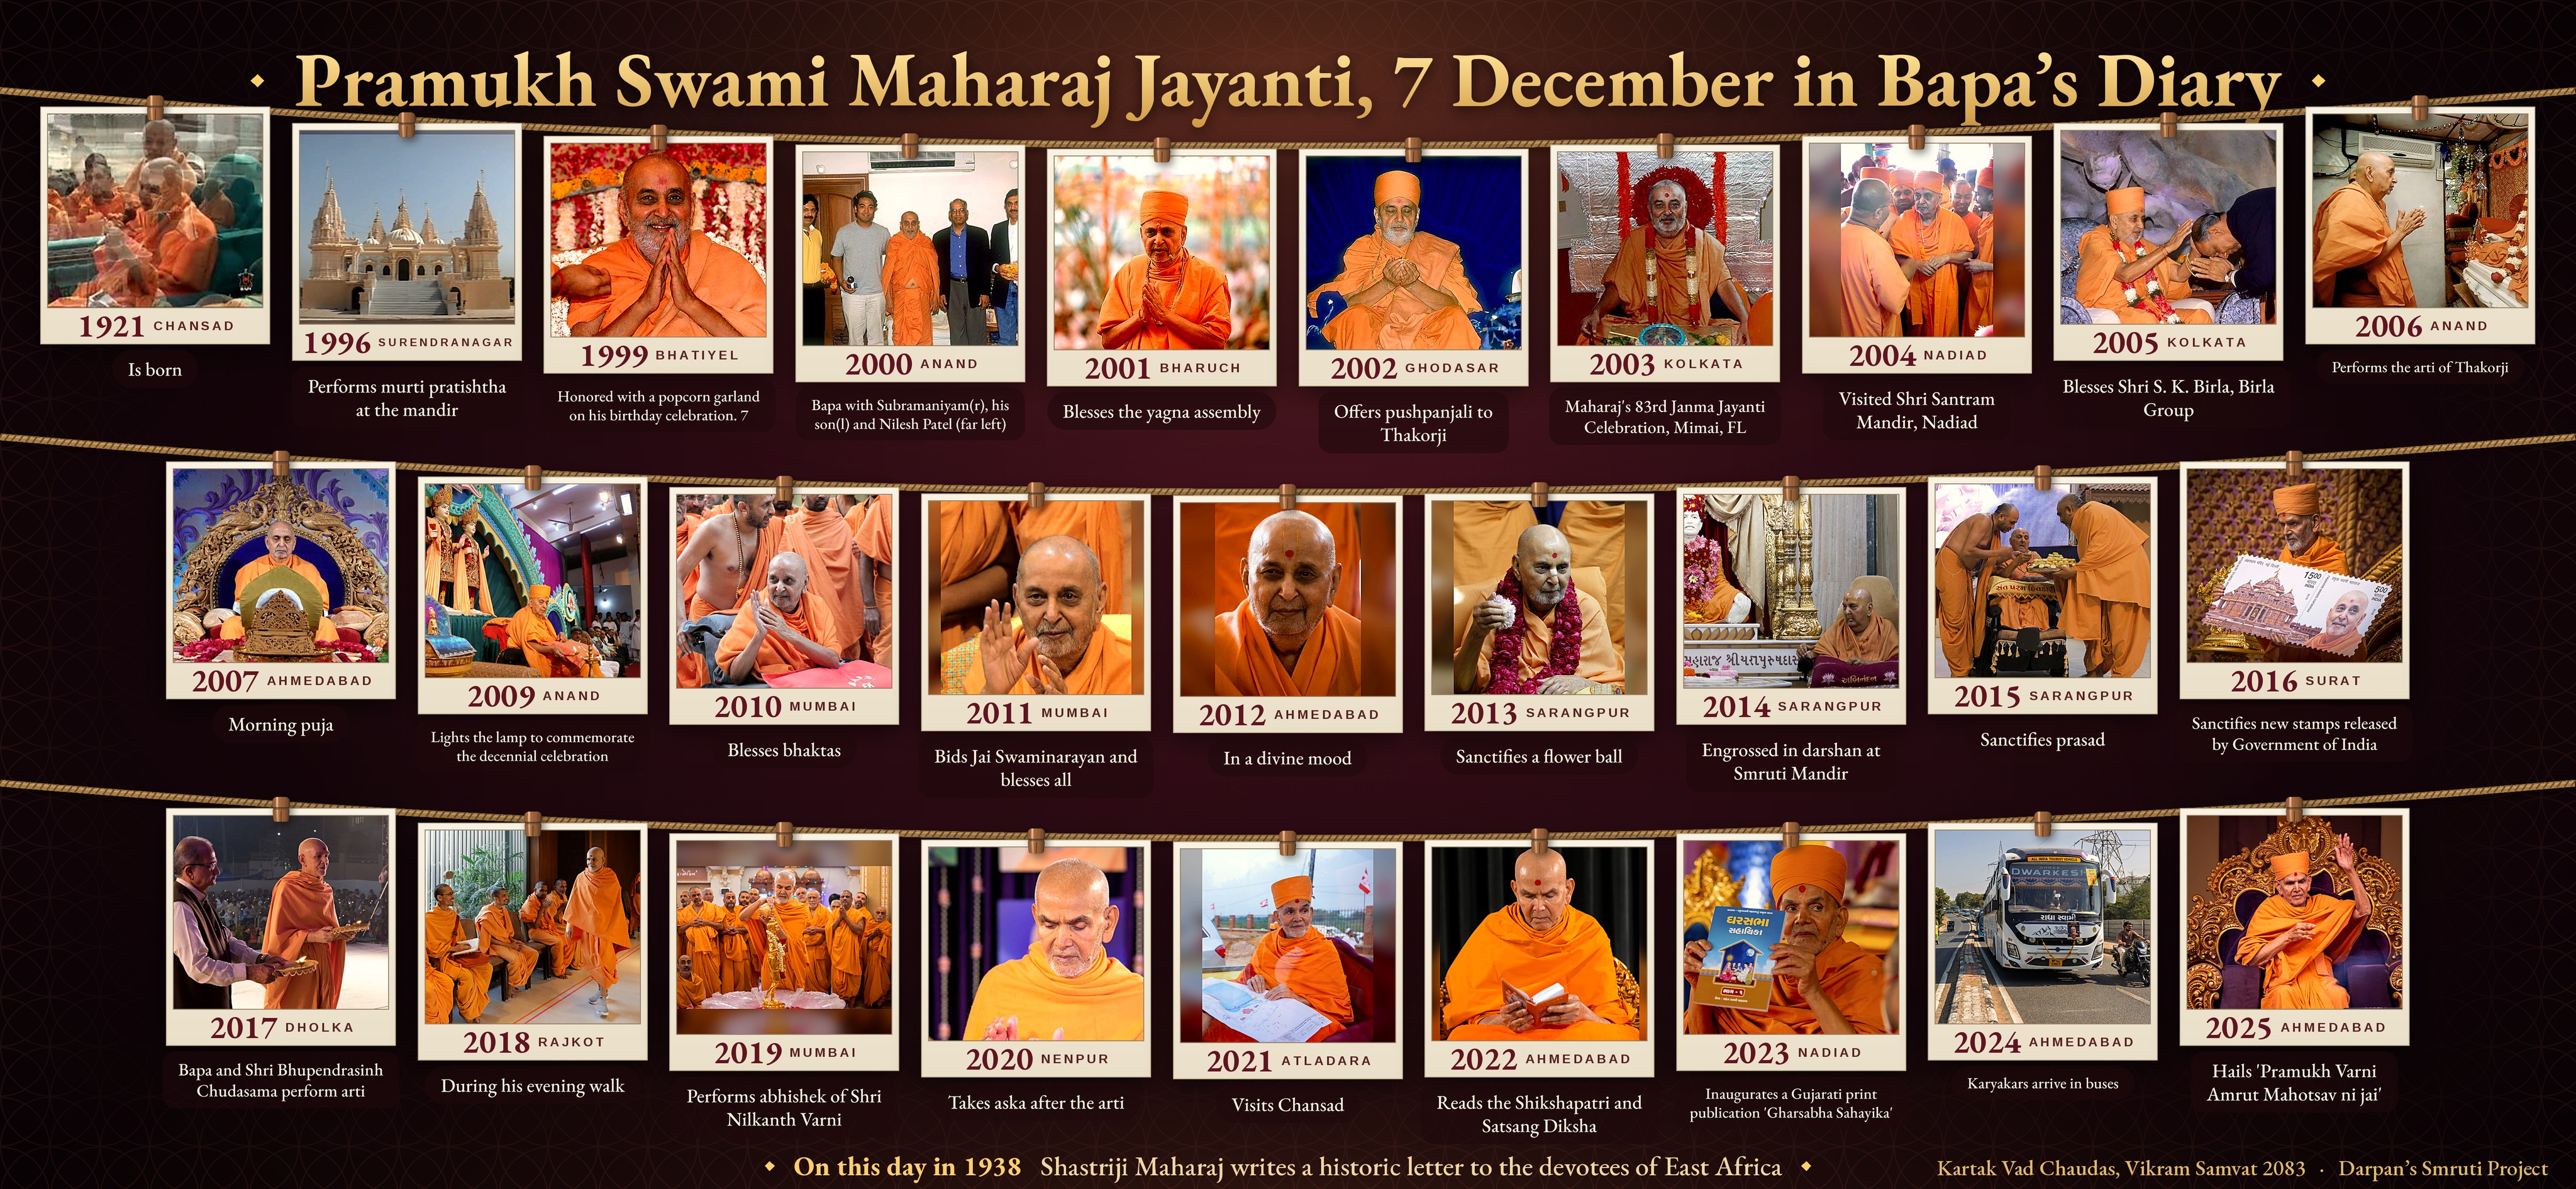 Pramukh Swami Maharaj Jayanti, 7 December in Bapa's Diary
1921 CHANSAD
Is born
1996 SURENDRANAGAR
Performs murti pratishtha
at the mandir
1999 BHATIYEL
Honored with a popcorn garland
on his birthday celebration. 7
2000 ANAND
Bapa with Subramaniyam(r), his
son(l) and Nilesh Patel (far left)
2001 BHARUCH
Blesses the yagna assembly
2002 GHODASAR
Offers pushpanjali to
Thakorji
2003 KOLKATA
Maharaj's 83rd Janma Jayanti
Celebration, Mimai, FL
2004 NADIAD
Visited Shri Santram
Mandir, Nadiad
2005 KOLKATA
Blesses Shri S. K. Birla, Birla
Group
2006 ANAND
Performs the arti of Thakorji
2007 AHMEDABAD
Morning puja
2009 ANAND
Lights the lamp to commemorate
the decennial celebration
2010 MUMBAI
Blesses bhaktas
2011 MUMBAI
Bids Jai Swaminarayan and
blesses all
2012 AHMEDABAD
In a divine mood
2013 SARANGPUR
Sanctifies a flower ball
2014 SARANGPUR
Engrossed in darshan at
Smruti Mandir
2015 SARANGPUR
Sanctifies prasad
1500
500
2016 SURAT
Sanctifies new stamps released
by Government of India
2017 DHOLKA
Bapa and Shri Bhupendrasinh
Chudasama perform arti
2018 RAJKOT
During his evening walk
2019 MUMBAI
Performs abhishek of Shri
Nilkanth Varni
2020 NENPUR
Takes aska after the arti
2021 ATLADARA
Visits Chansad
2022 AHMEDABAD
Reads the Shikshapatri and
Satsang Diksha
ઘરસભા
સહાયિકા
ભાગ - ૧
2023 NADIAD
Inaugurates a Gujarati print
publication 'Gharsabha Sahayika'
DWARKESH
રાધા સ્વામી
2024 AHMEDABAD
Karyakars arrive in buses
2025 AHMEDABAD
Hails 'Pramukh Varni
Amrut Mahotsav ni jai'
On this day in 1938 Shastriji Maharaj writes a historic letter to the devotees of East Africa
Kartak Vad Chaudas, Vikram Samvat 2083 · Darpan's Smruti Project